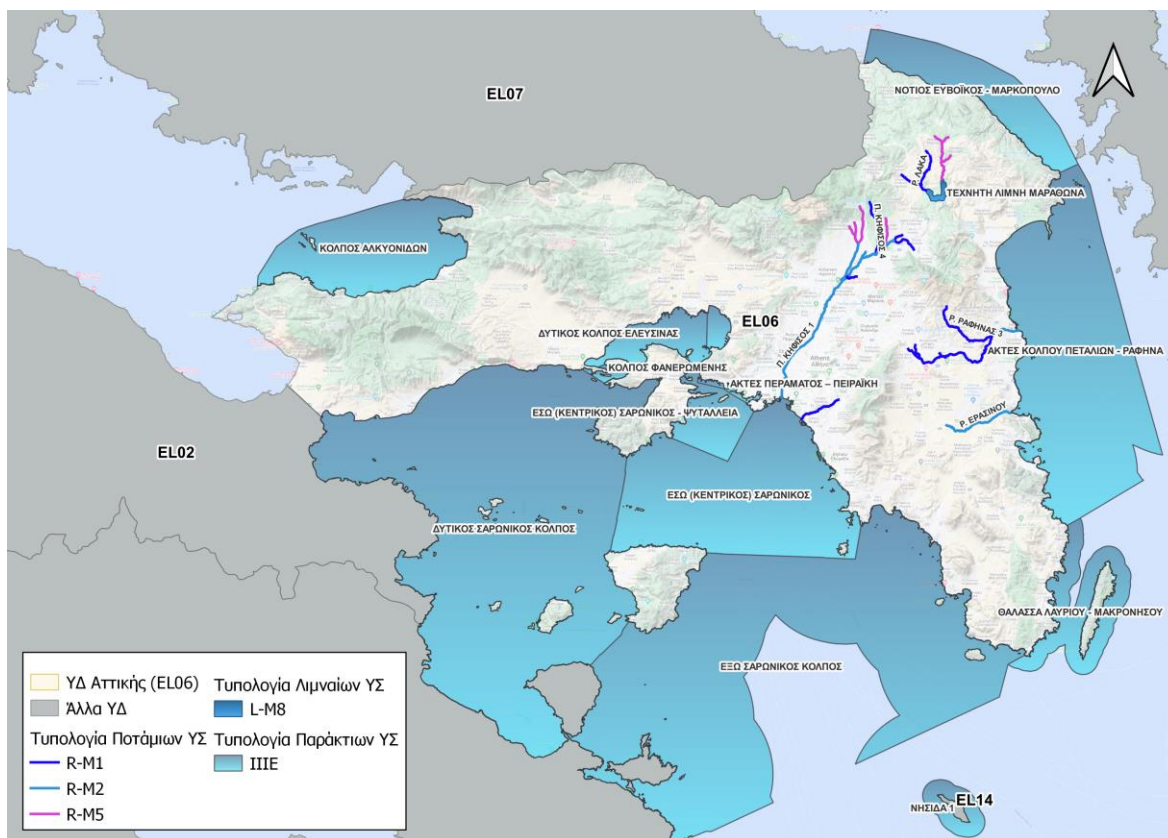 EL07
ΝΟΤΙΟΣ ΕΥΒΟΪΚΟΣ - ΜΑΡΚΟΠΟΥΛΟ
Ρ. ΛΑΚΑ
ΤΕΧΝΗΤΗ ΛΙΜΝΗ ΜΑΡΑΘΩΝΑ
Π. ΚΗΦΙΣΟΣ 4
ΚΟΛΠΟΣ ΑΛΚΥΟΝΙΔΩΝ
EL06
ΔΥΤΙΚΟΣ ΚΟΛΠΟΣ ΕΛΕΥΣΙΝΑΣ
Π. ΚΗΦΙΣΟΣ 1
Ρ. ΡΑΦΗΝΑΣ 3
ΑΚΤΕΣ ΚΟΛΠΟΥ ΠΕΤΑΛΙΩΝ - ΡΑΦΗΝΑ
ΚΟΛΠΟΣ ΦΑΝΕΡΩΜΕΝΗΣ
ΑΚΤΕΣ ΠΕΡΑΜΑΤΟΣ – ΠΕΙΡΑΪΚΗ
ΕΣΩ (ΚΕΝΤΡΙΚΟΣ) ΣΑΡΩΝΙΚΟΣ - ΨΥΤΑΛΛΕΙΑ
Ρ. ΕΡΑΣΙΝΟΥ
EL02
ΕΣΩ (ΚΕΝΤΡΙΚΟΣ) ΣΑΡΩΝΙΚΟΣ
ΔΥΤΙΚΟΣ ΣΑΡΩΝΙΚΟΣ ΚΟΛΠΟΣ
ΘΑΛΑΣΣΑ ΛΑΥΡΙΟΥ - ΜΑΚΡΟΝΗΣΟΥ
ΕΞΩ ΣΑΡΩΝΙΚΟΣ ΚΟΛΠΟΣ
EL14
ΝΗΣΙΔΑ 1
ΥΔ Αττικής (EL06)
Άλλα ΥΔ
Τυπολογία Ποτάμιων ΥΣ
R-M1
R-M2
R-M5
Τυπολογία Λιμναίων ΥΣ
L-M8
Τυπολογία Παράκτιων ΥΣ
IIIE